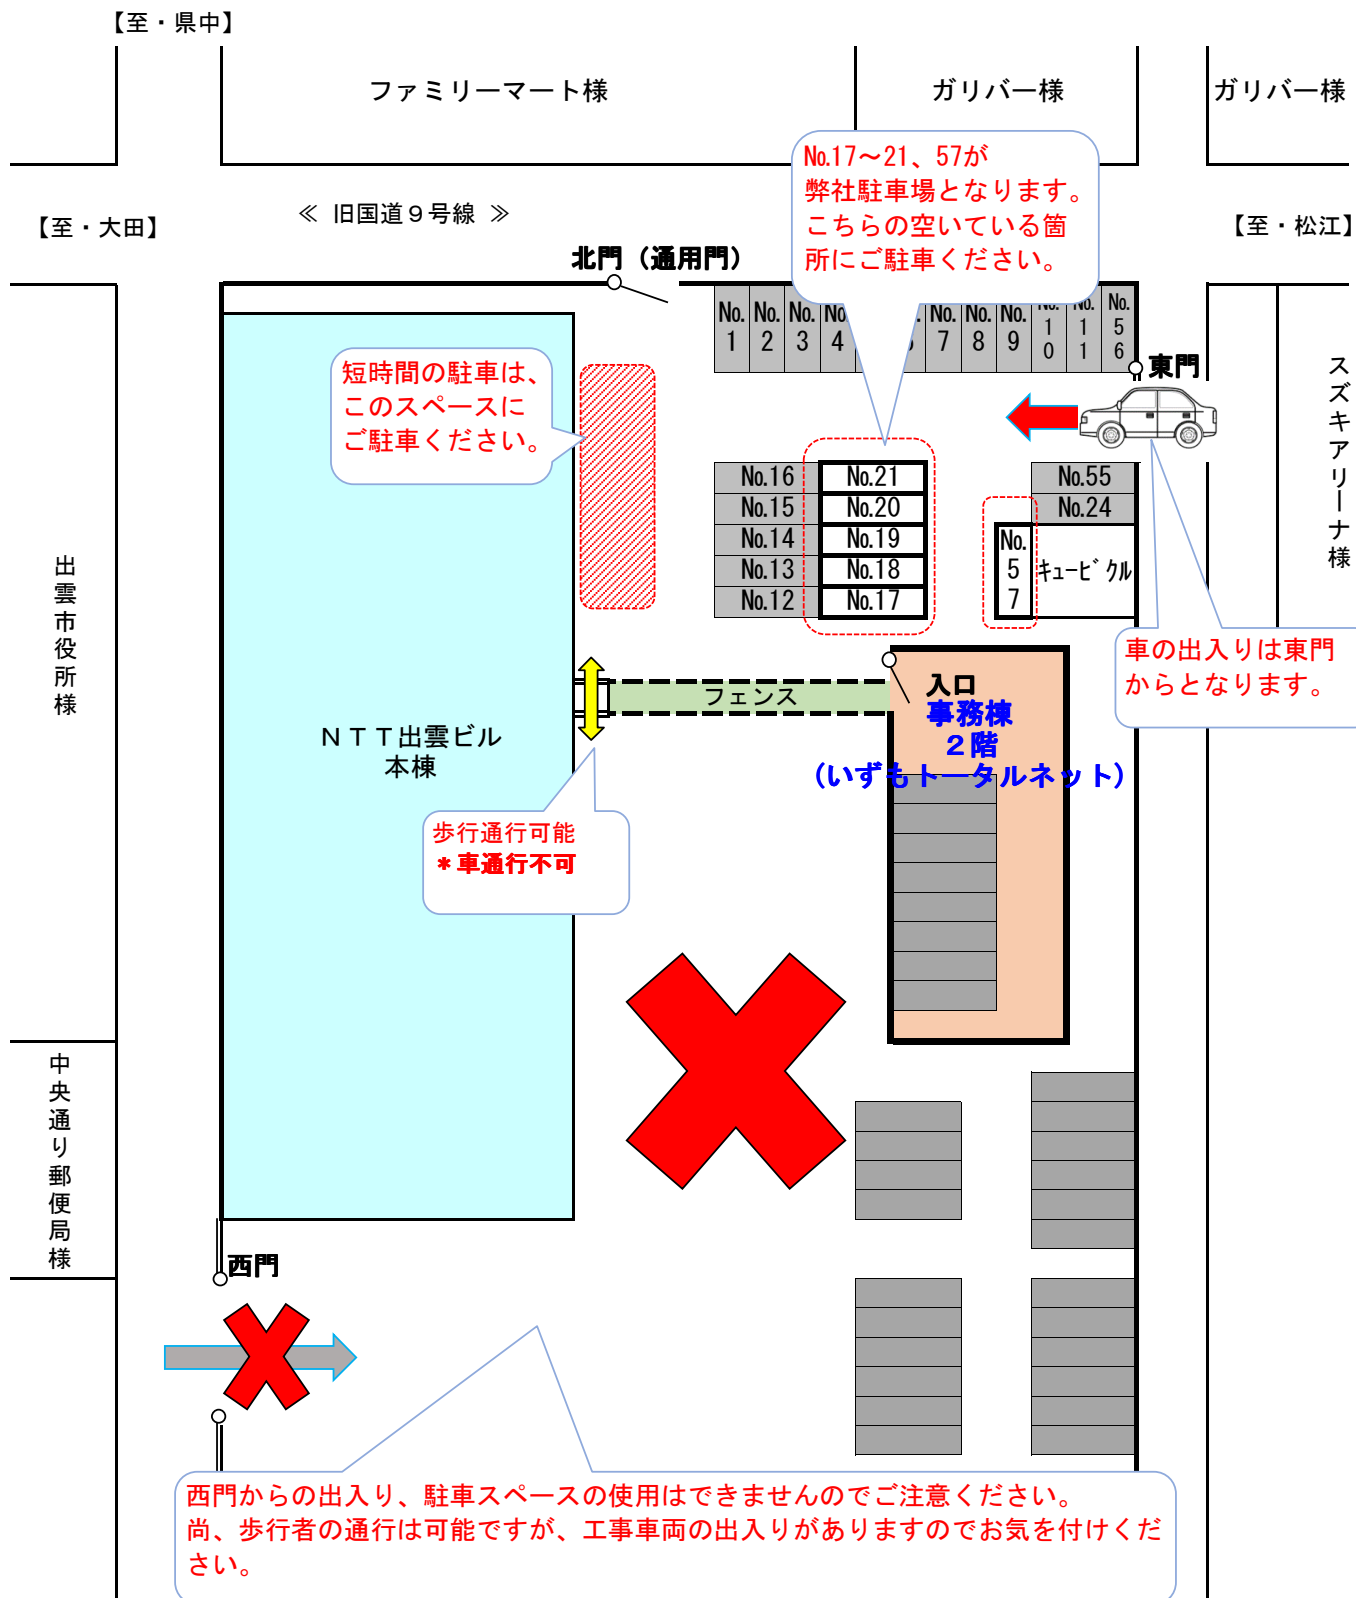 【至・県中】
ファミリーマート様
ガリバー様
ガリバー様
№17～21、57が
弊社駐車場となります。
こちらの空いている箇
所にご駐車ください。
【至・大田】
≪ 旧国道９号線 ≫
【至・松江】
北門（通用門）
No.1
No.2
No.3
No.4
No.7
No.8
No.9
No.10
No.11
No.56
東門
短時間の駐車は、
このスペースに
ご駐車ください。
スズキアリーナ様
No.16
No.15
No.14
No.13
No.12
No.21
No.20
No.19
No.18
No.17
No.55
No.24
No.57
キュービクル
出雲市役所様
車の出入りは東門
からとなります。
フェンス
入口
事務棟
２階
（いずもトータルネット）
ＮＴＴ出雲ビル
本棟
歩行通行可能
＊車通行不可
中央通り郵便局様
西門
西門からの出入り、駐車スペースの使用はできませんのでご注意ください。
尚、歩行者の通行は可能ですが、工事車両の出入りがありますのでお気を付けくだ
さい。